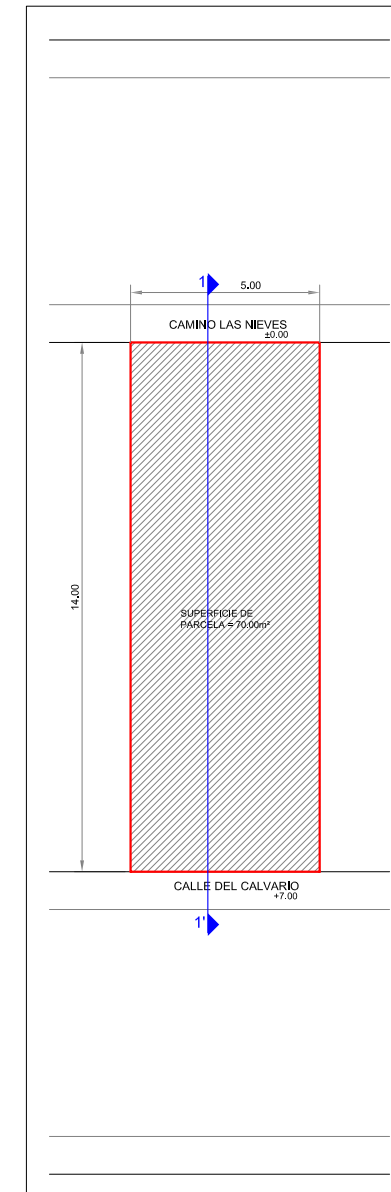 1
5.00
CAMINO LAS NIEVES
±0.00
14.00
SUPERFICIE DE
PARCELA = 70.00m²
CALLE DEL CALVARIO
+7.00
1'